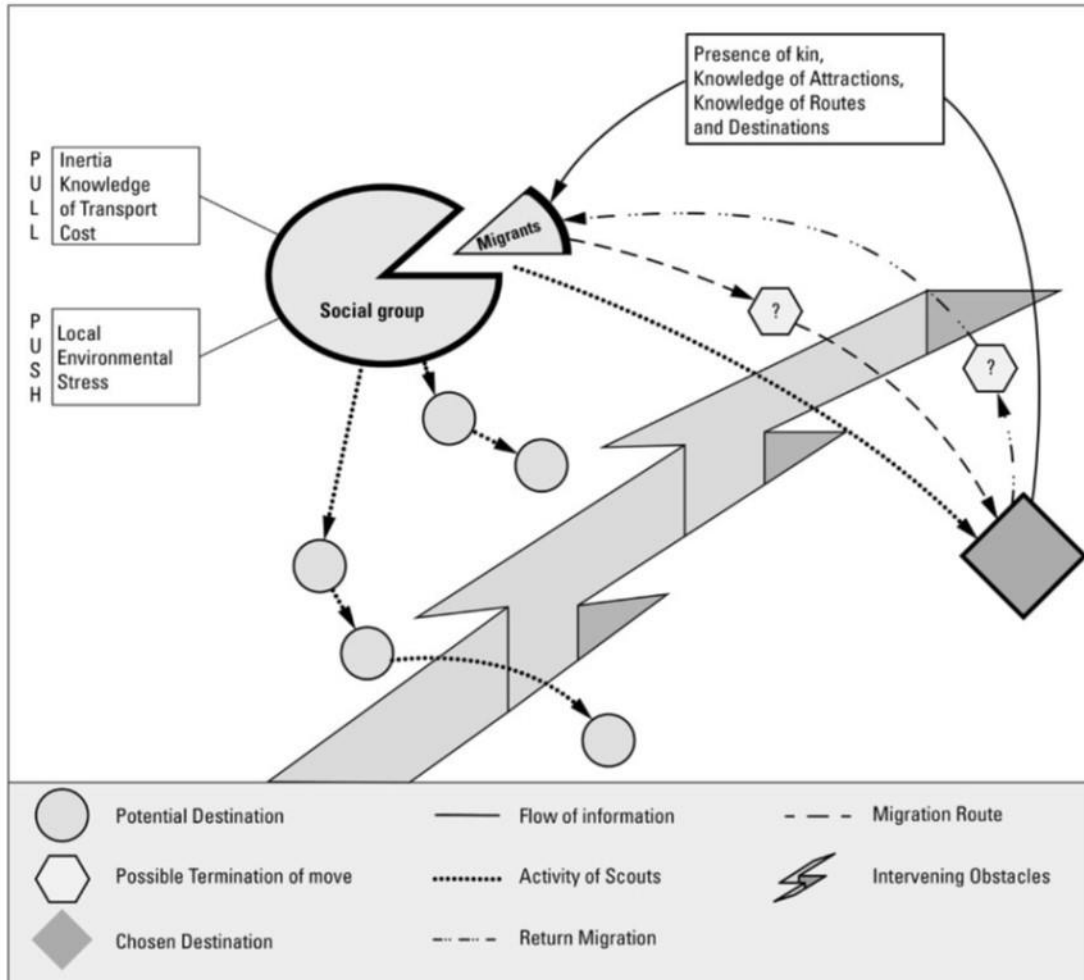 Presence of kin,
Knowledge of Attractions,
Knowledge of Routes
and Destinations
PULL
Inertia
Knowledge
of Transport
Cost
Migrants
Social group
PUSH
Local
Environmental
Stress
?
?
Potential Destination
Flow of information
Migration Route
Possible Termination of move
Activity of Scouts
Intervening Obstacles
Chosen Destination
Return Migration